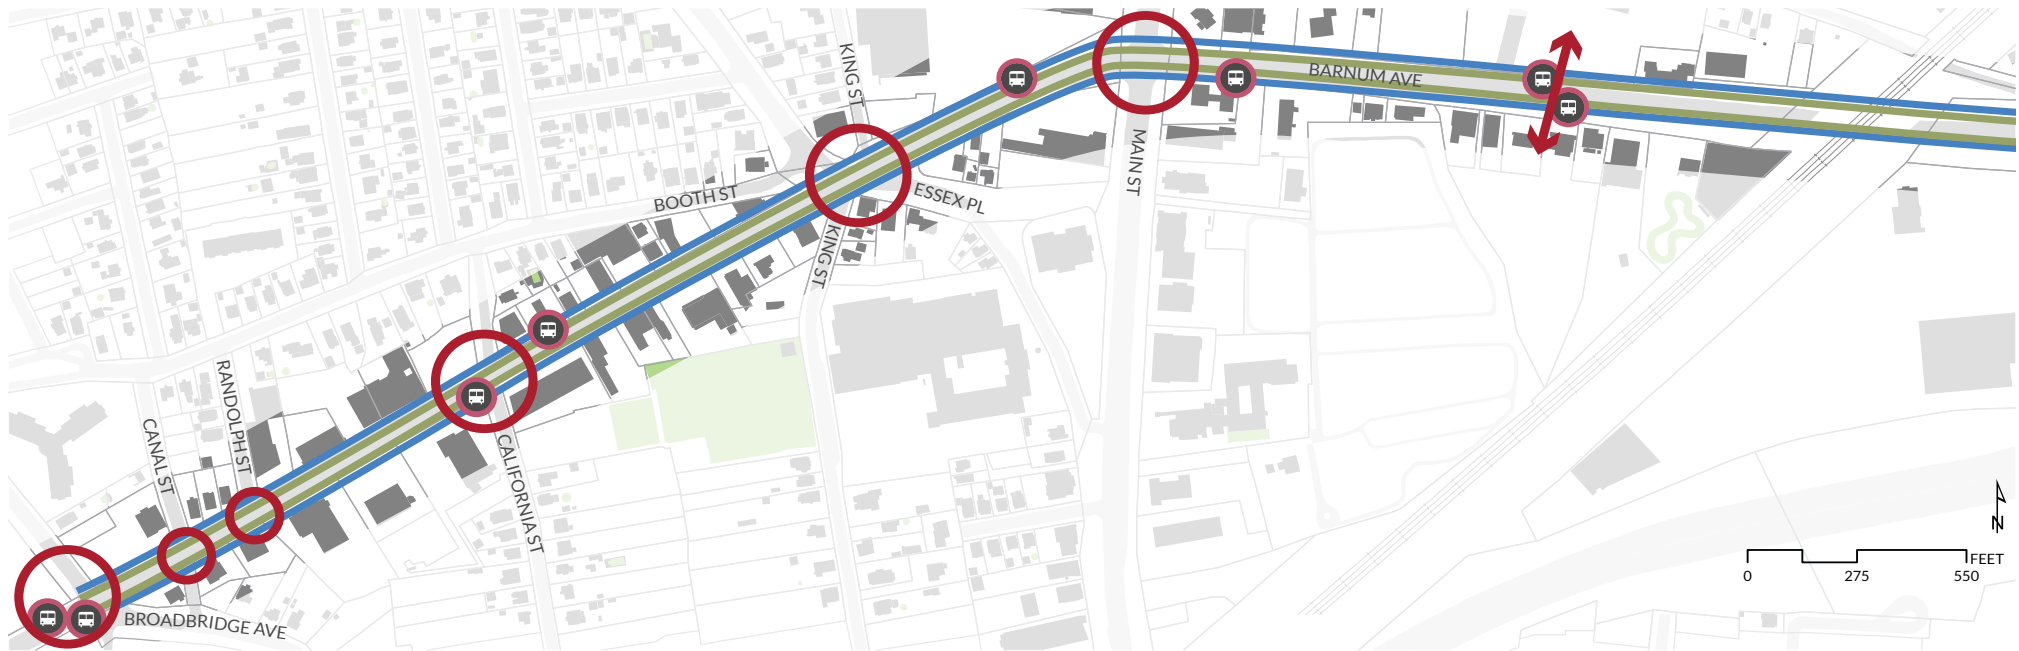 KING ST
BARNUM AVE
MAIN ST
BOOTH ST
ESSEX PL
KING ST
RANDOLPH ST
CANAL ST
CALIFORNIA ST
BROADBRIDGE AVE
N
FEET
0 275 550